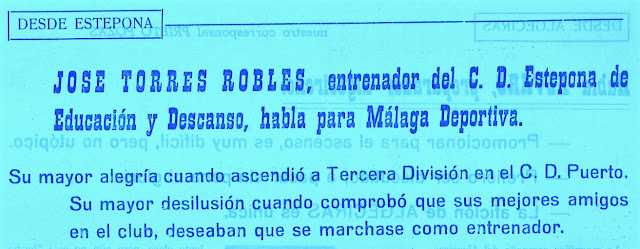 DESDE ESTEPONA
JOSE TORRES ROBLES, entrenador del C. D. Estepona de
Educación y Descanso, habla para Málaga Deportiva.
Su mayor alegría cuando ascendió a Tercera División en el C. D. Puerto.
Su mayor desilusión cuando comprobó que sus mejores amigos
en el club, deseaban que se marchase como entrenador.